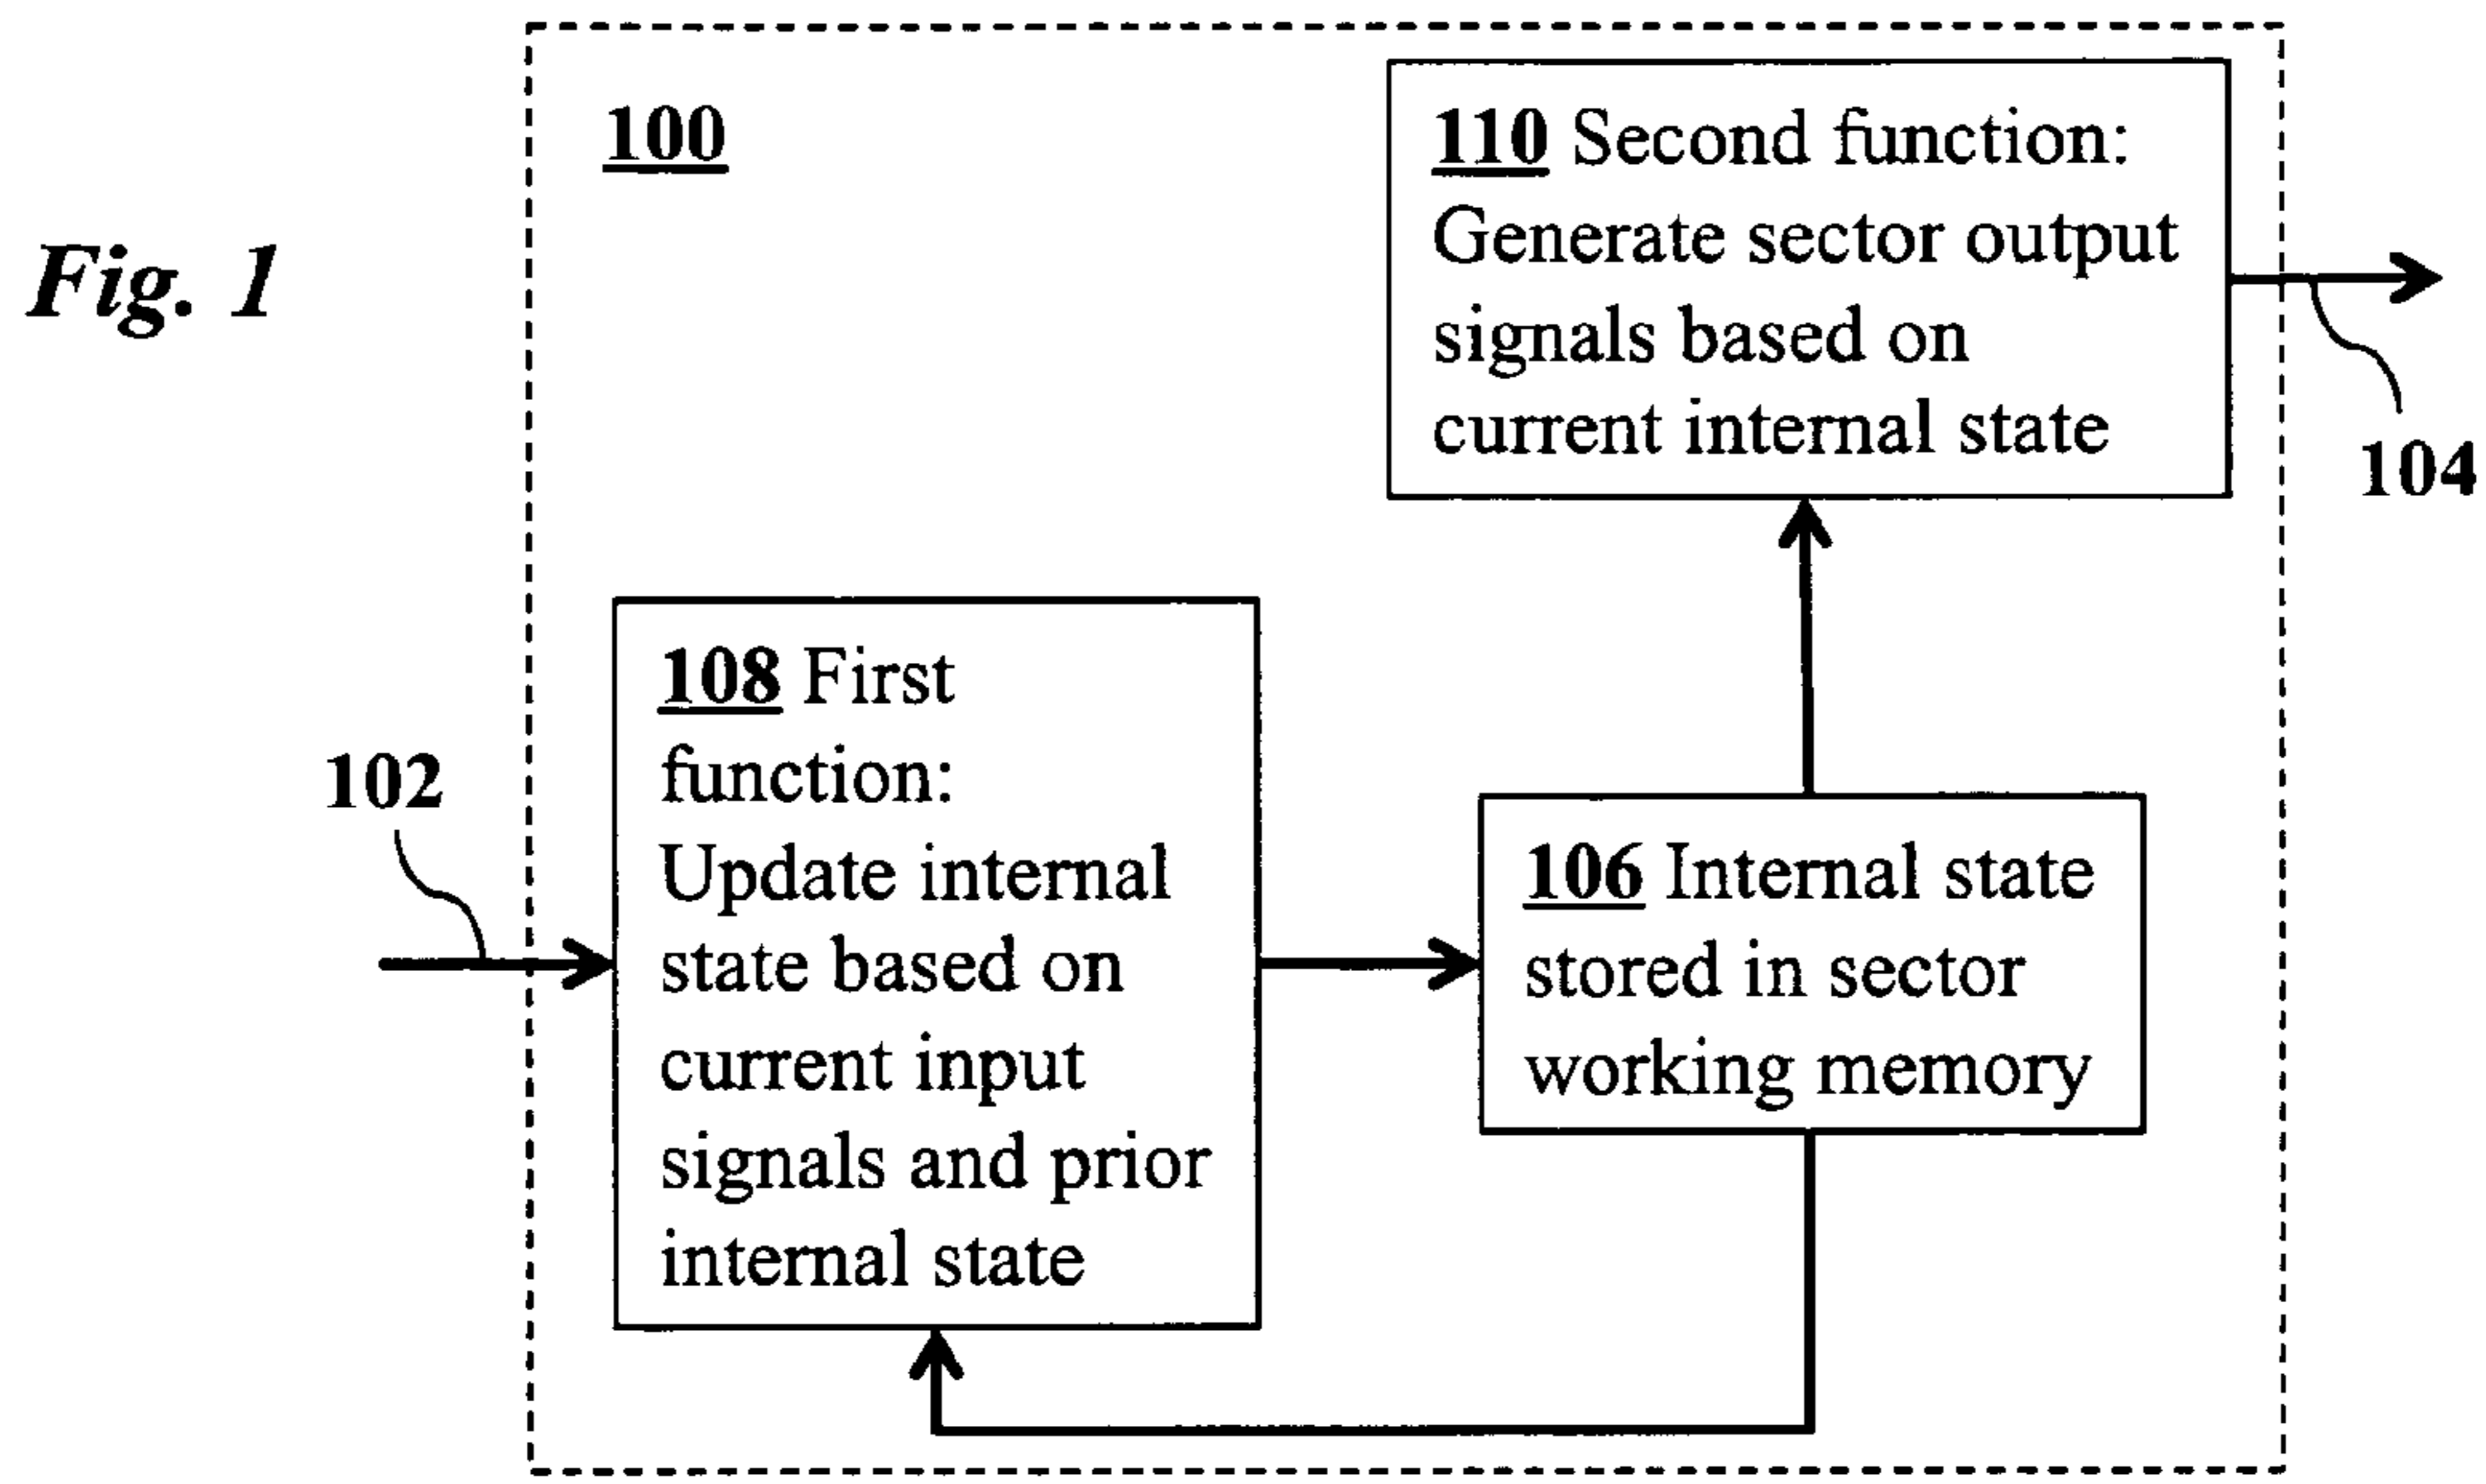 Fig. 1
100
110 Second function:
Generate sector output
signals based on
current internal state
104
108 First
function:
Update internal
state based on
current input
signals and prior
internal state
102
106 Internal state
stored in sector
working memory